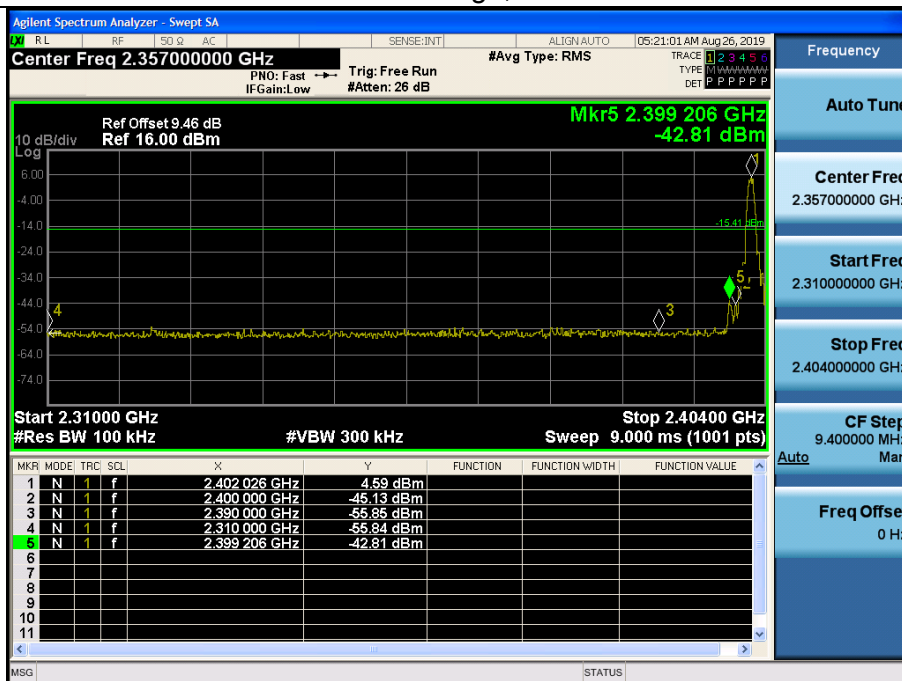 Agilent Spectrum Analyzer - Swept SA
LXI RL RF 50 Ω AC SENSE:INT ALIGN AUTO 05:21:01 AM Aug 26, 2019
Center Freq 2.357000000 GHz #Avg Type: RMS TRACE 1 2 3 4 5 6
PNO: Fast Trig: Free Run TYPE M WWWWW
IFGain:Low #Atten: 26 dB DET P P P P P P
Mkr5 2.399 206 GHz
-42.81 dBm
Ref Offset 9.46 dB
10 dB/div Ref 16.00 dBm
Log
6.00
-4.00
-14.0
-15.41 dBm
-24.0
-34.0
5
-44.0
4
3
-54.0
-64.0
-74.0
Start 2.31000 GHz Stop 2.40400 GHz
#Res BW 100 kHz #VBW 300 kHz Sweep 9.000 ms (1001 pts)
MKR MODE TRC SCL X Y FUNCTION FUNCTION WIDTH FUNCTION VALUE
1 N 1 f 2.402 026 GHz 4.59 dBm
2 N 1 f 2.400 000 GHz -45.13 dBm
3 N 1 f 2.390 000 GHz -55.85 dBm
4 N 1 f 2.310 000 GHz -55.84 dBm
5 N 1 f 2.399 206 GHz -42.81 dBm
6
7
8
9
10
11
MSG STATUS
Frequency
Auto Tune
Center Freq
2.357000000 GHz
Start Freq
2.310000000 GHz
Stop Freq
2.404000000 GHz
CF Step
9.400000 MHz
Auto Man
Freq Offset
0 Hz